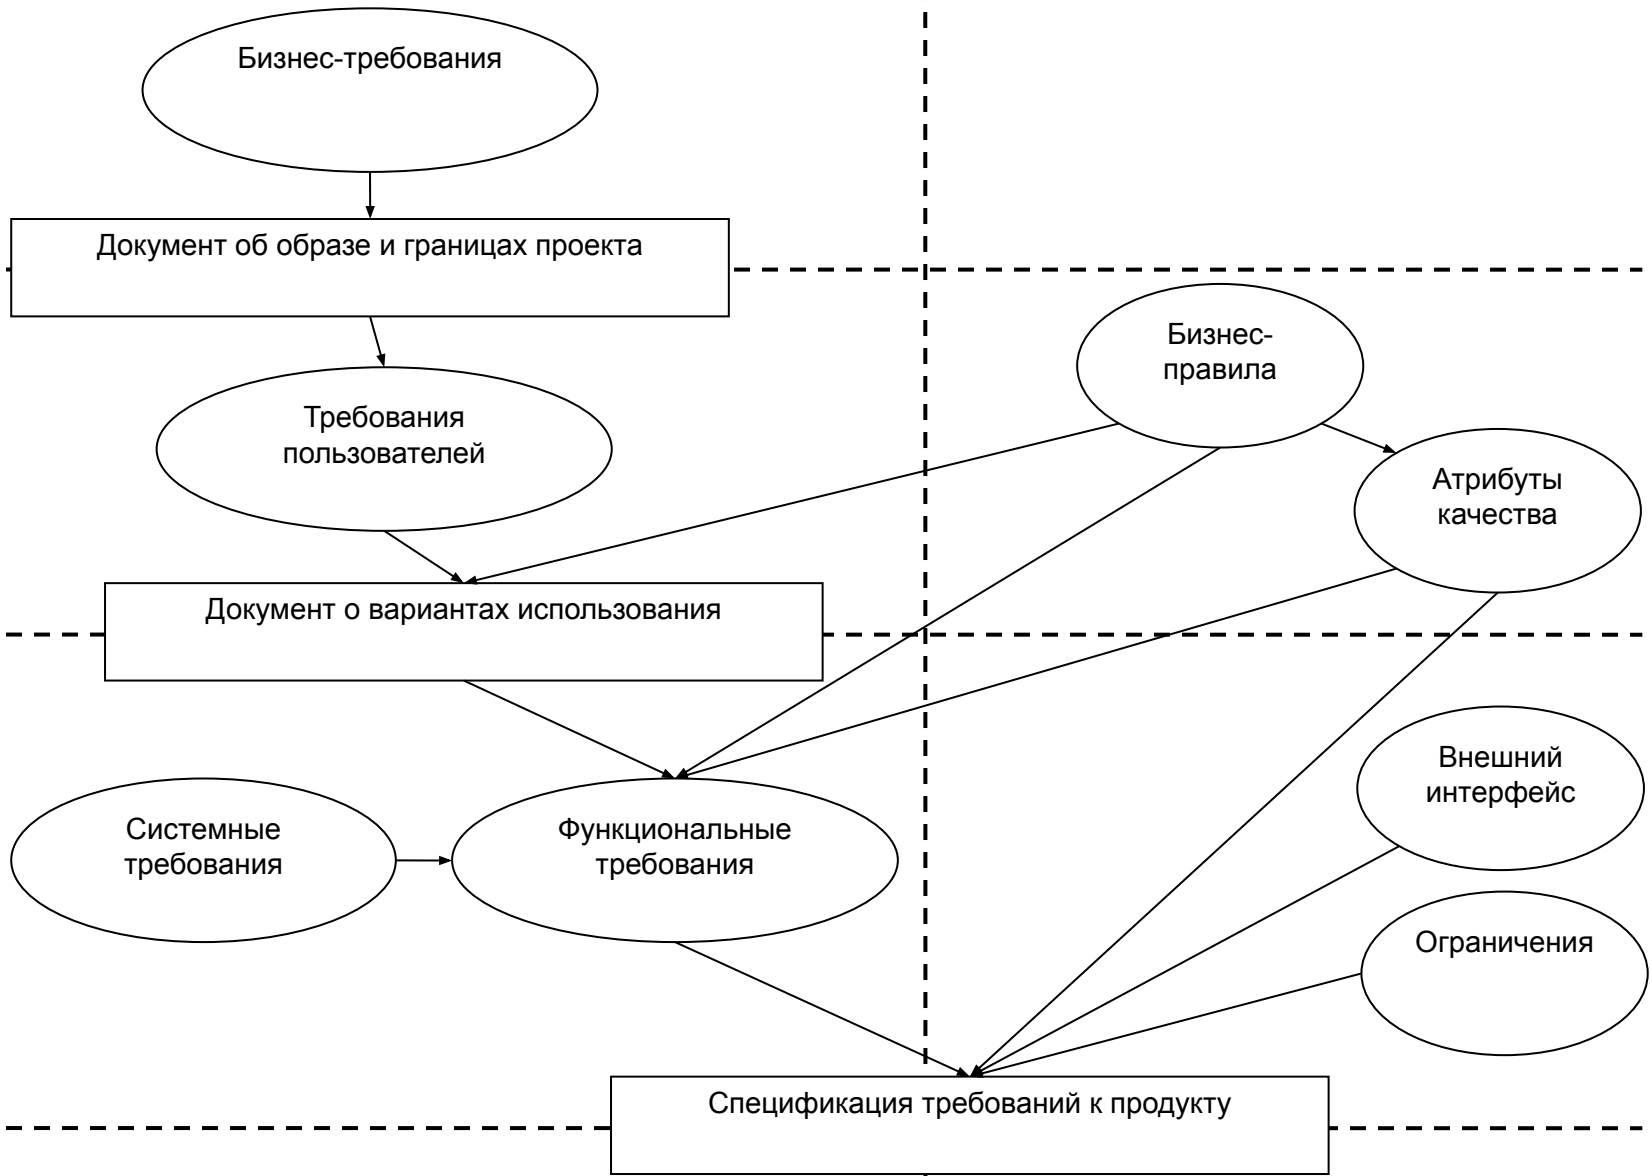 Бизнес-требования
Документ об образе и границах проекта
Бизнес-
правила
Требования
пользователей
Атрибуты
качества
Документ о вариантах использования
Внешний
интерфейс
Системные
требования
Функциональные
требования
Ограничения
Спецификация требований к продукту